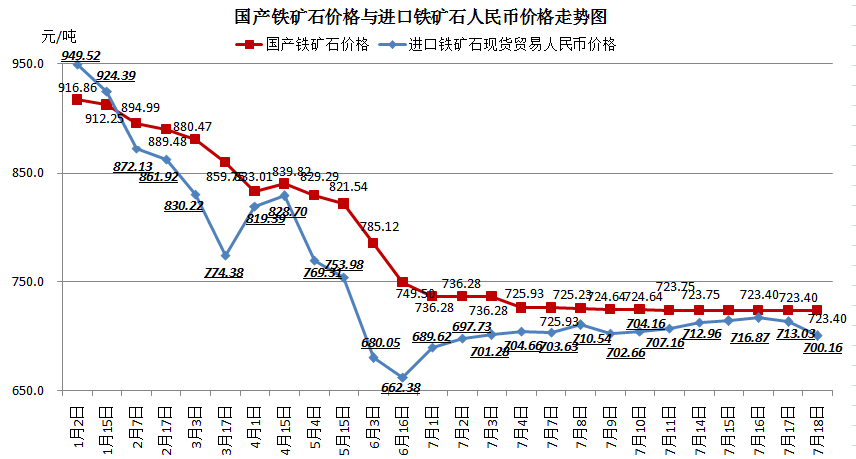 国产铁矿石价格与进口铁矿石人民币价格走势图
元/吨
国产铁矿石价格 进口铁矿石现货贸易人民币价格
950.0
850.0
750.0
650.0
916.86 912.25 894.99 889.48 880.47 859.75 833.01 839.82 829.29 821.54 785.12 749.50 736.28 736.28 736.28 725.93 725.93 725.23 724.64 724.64 723.75 723.75 723.40 723.40 723.40
949.52 924.39 872.13 861.92 830.22 774.38 819.39 828.70 769.31 753.98 680.05 662.38 689.62 697.73 701.28 704.66 703.63 710.54 702.66 704.16 707.16 712.96 716.87 713.03 700.16
1月2日 1月15日 2月7日 2月17日 3月3日 3月17日 4月1日 4月15日 5月4日 5月15日 6月3日 6月16日 7月1日 7月2日 7月3日 7月4日 7月7日 7月8日 7月9日 7月10日 7月11日 7月14日 7月15日 7月16日 7月17日 7月18日